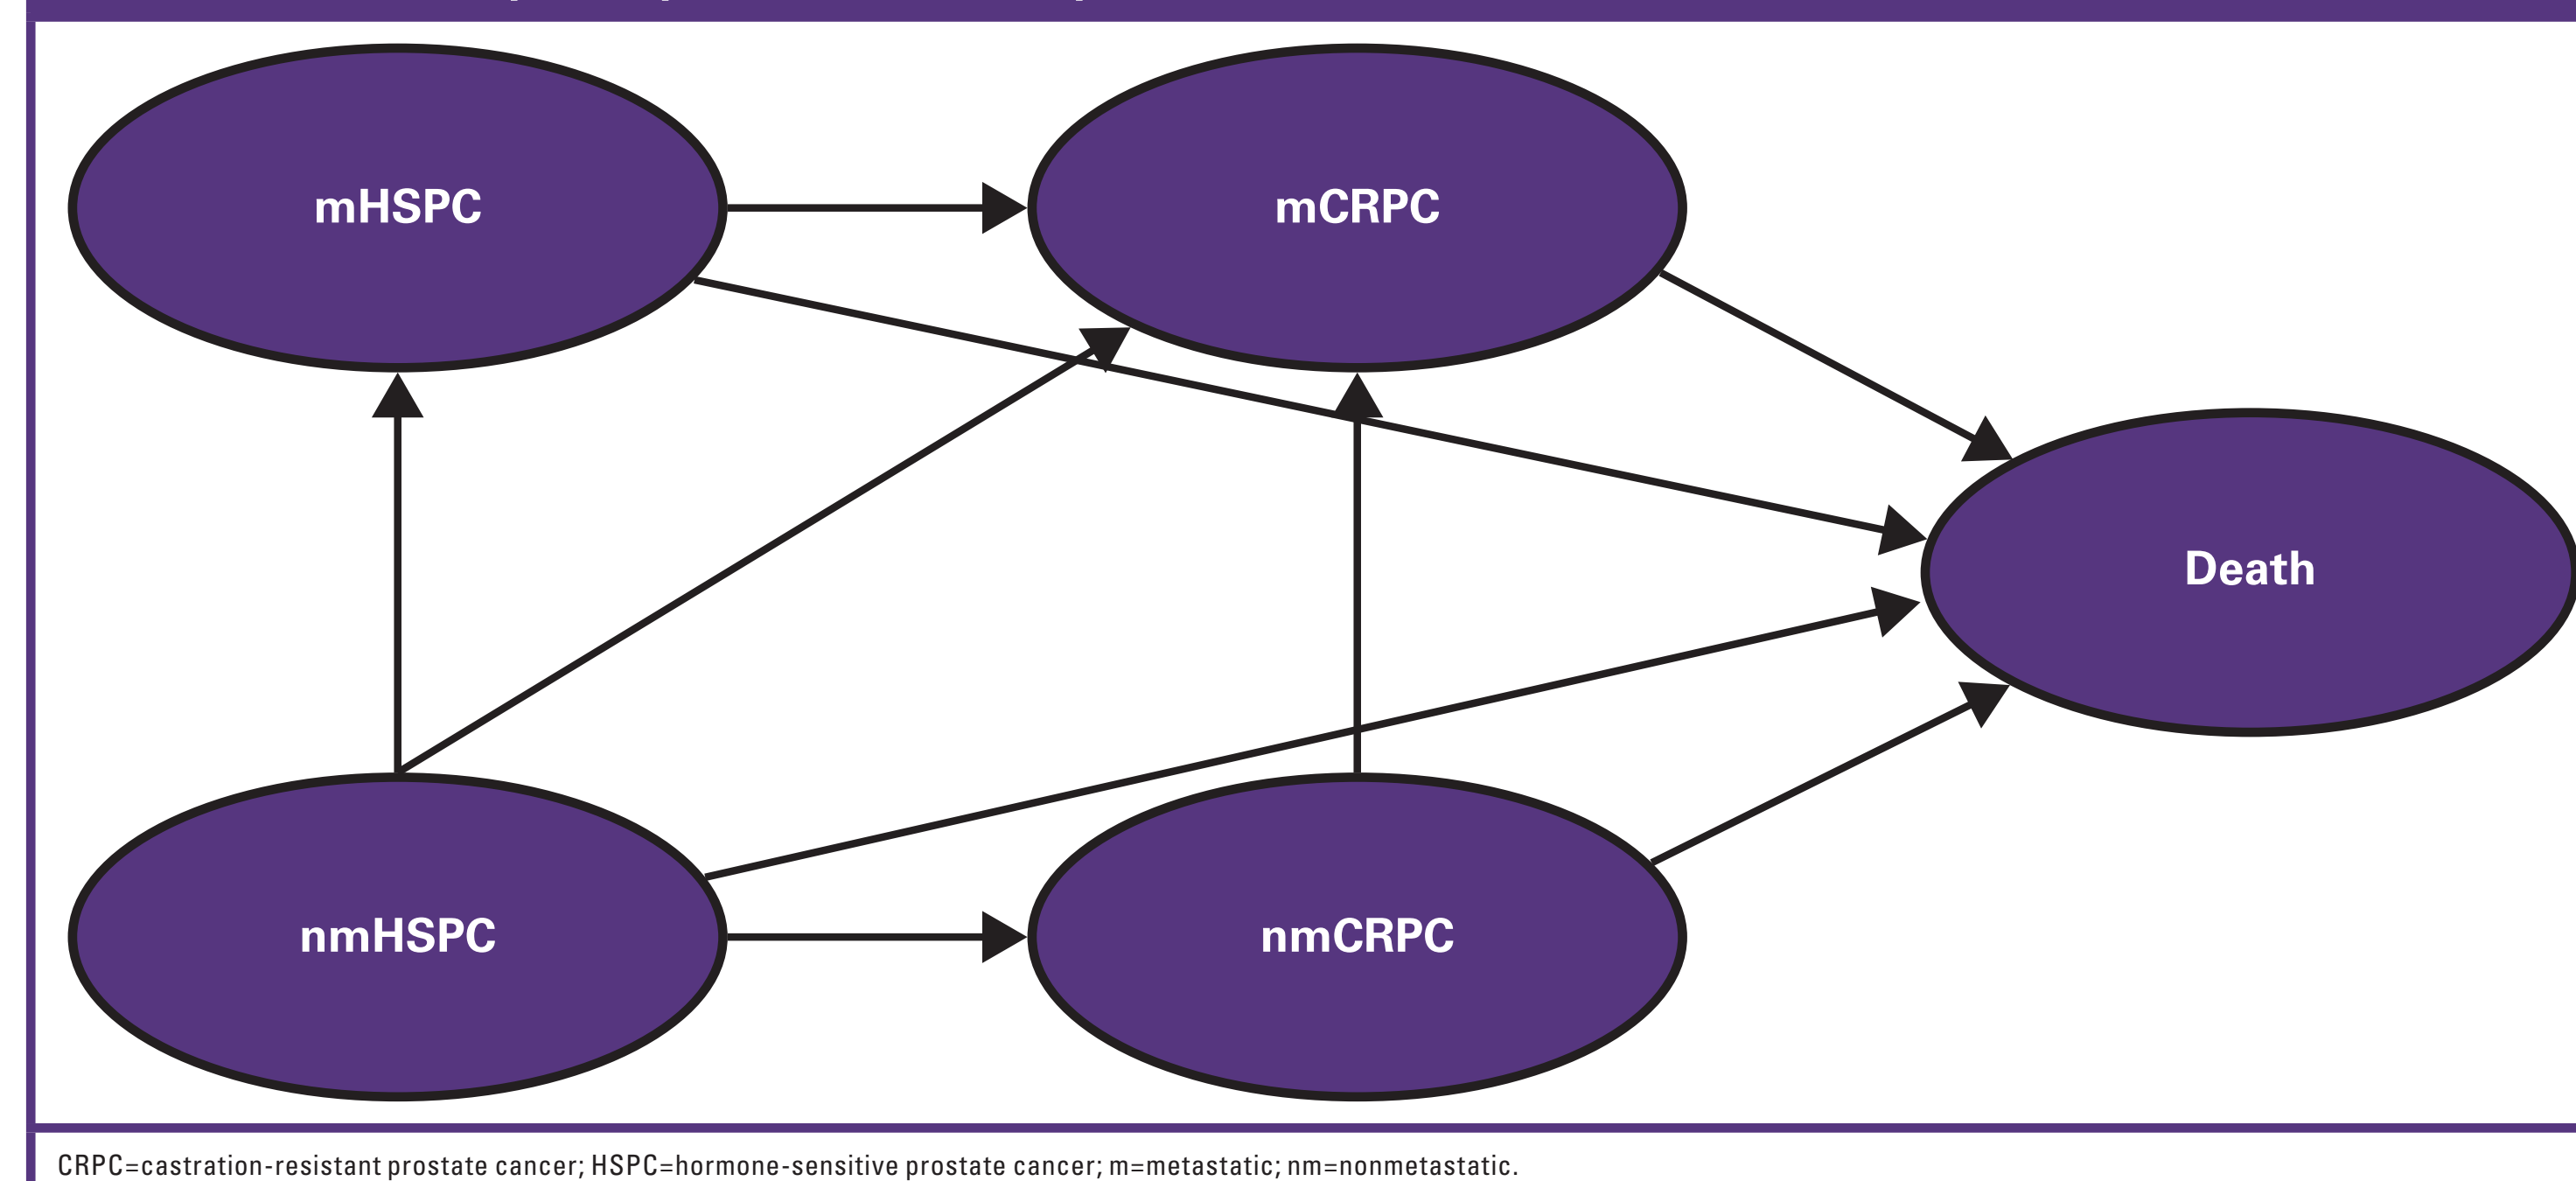 mHSPC
mCRPC
Death
nmHSPC
nmCRPC
CRPC=castration-resistant prostate cancer; HSPC=hormone-sensitive prostate cancer; m=metastatic; nm=nonmetastatic.